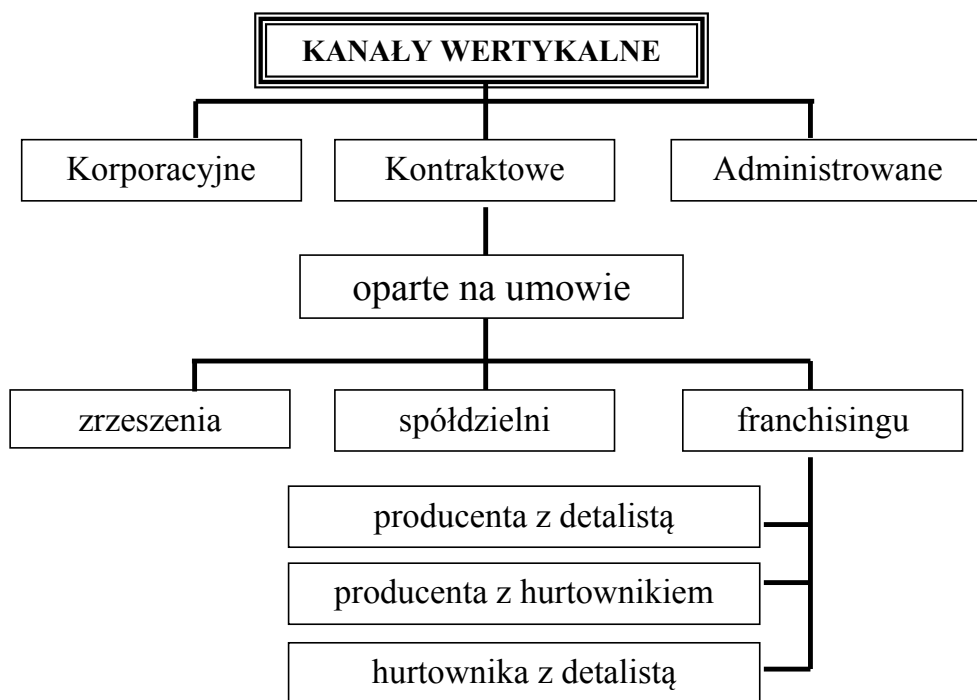 KANAŁY WERTYKALNE
Korporacyjne
Kontraktowe
Administrowane
oparte na umowie
zrzeszenia
spółdzielni
franchisingu
producenta z detalistą
producenta z hurtownikiem
hurtownika z detalistą